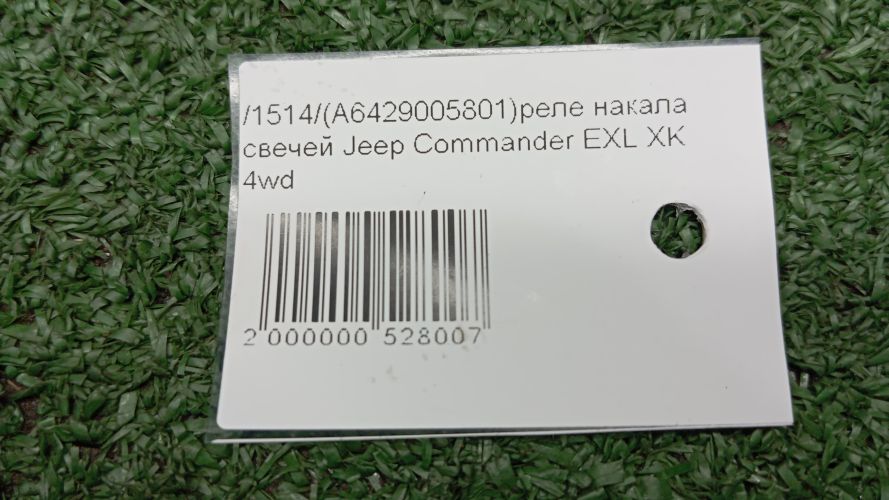 /1514/(A6429005801)реле накала
свечей Jeep Commander EXL XK
4wd
2 000000 528007